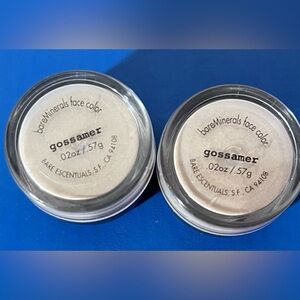 bareMinerals face color
gossamer
.02oz / .57g
BARE ESCENTUALS, S.F., CA 94108
bareMinerals face color
gossamer
.02oz / .57g
BARE ESCENTUALS, S.F., CA 94108